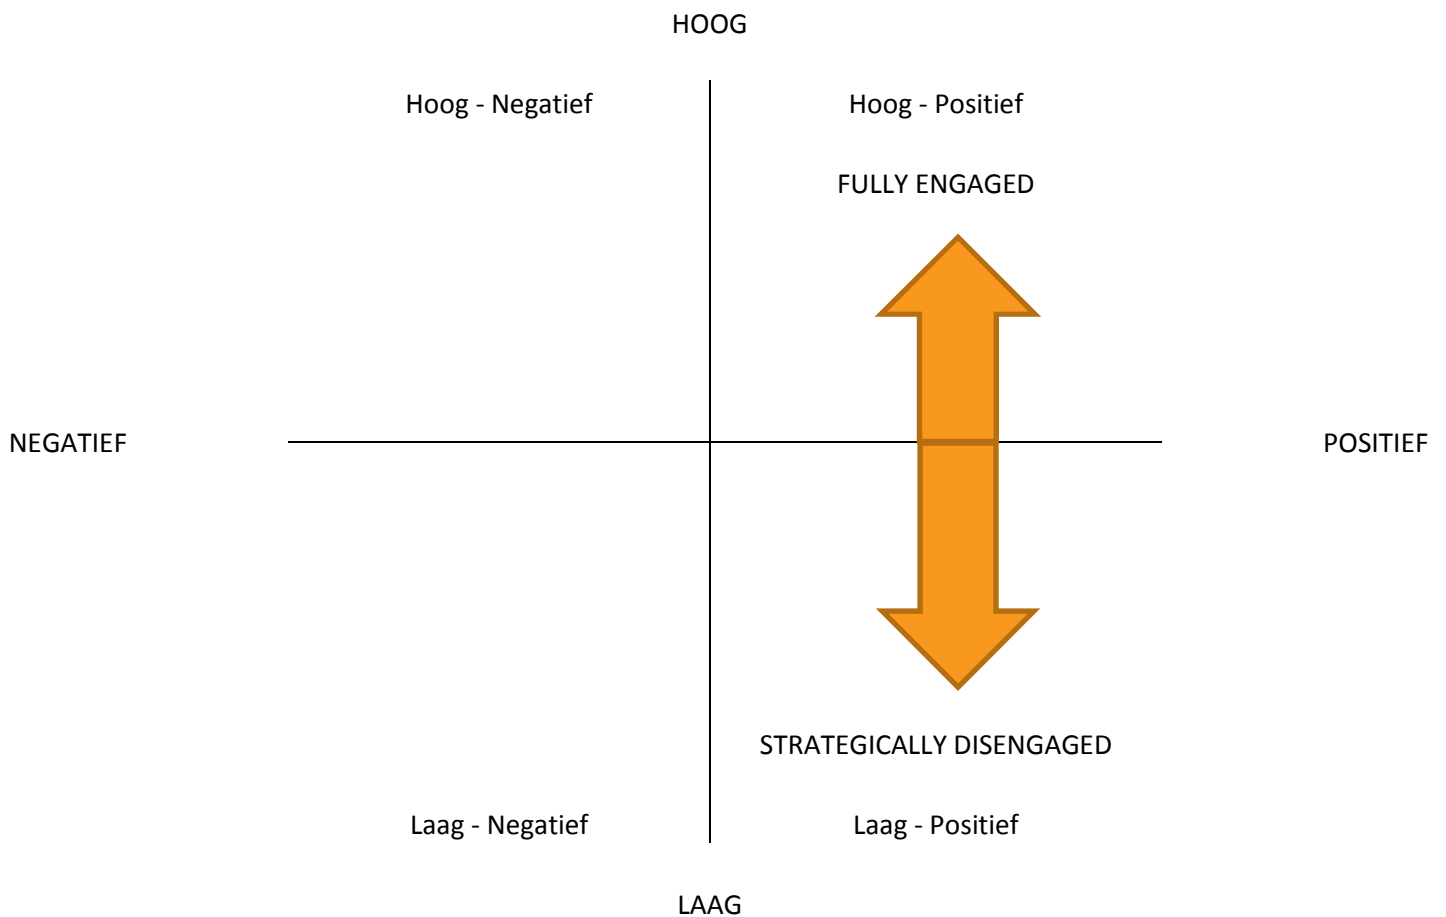 HOOG
Hoog - Negatief
Hoog - Positief
FULLY ENGAGED
NEGATIEF
POSITIEF
STRATEGICALLY DISENGAGED
Laag - Negatief
Laag - Positief
LAAG